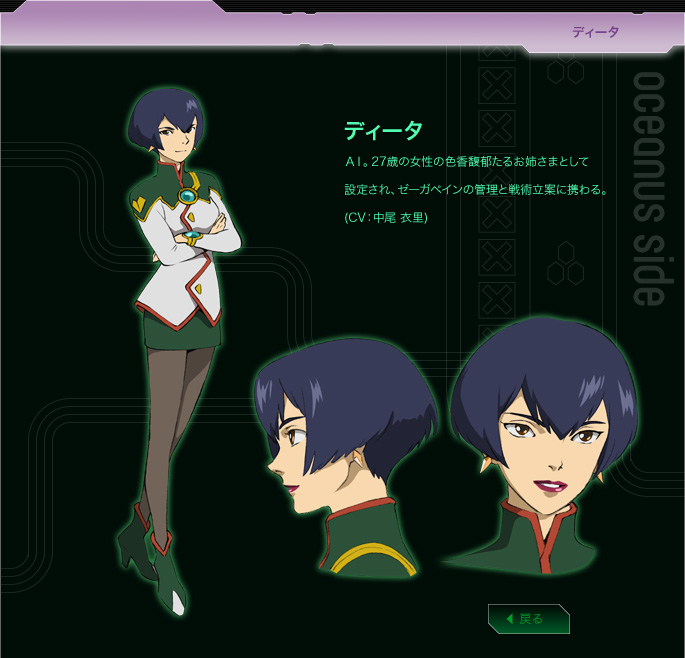 ディータ
ディータ
ＡＩ。27歳の女性の色香馥郁たるお姉さまとして
設定され、ゼーガペインの管理と戦術立案に携わる。
(CV：中尾 衣里)
oceanus side
戻る